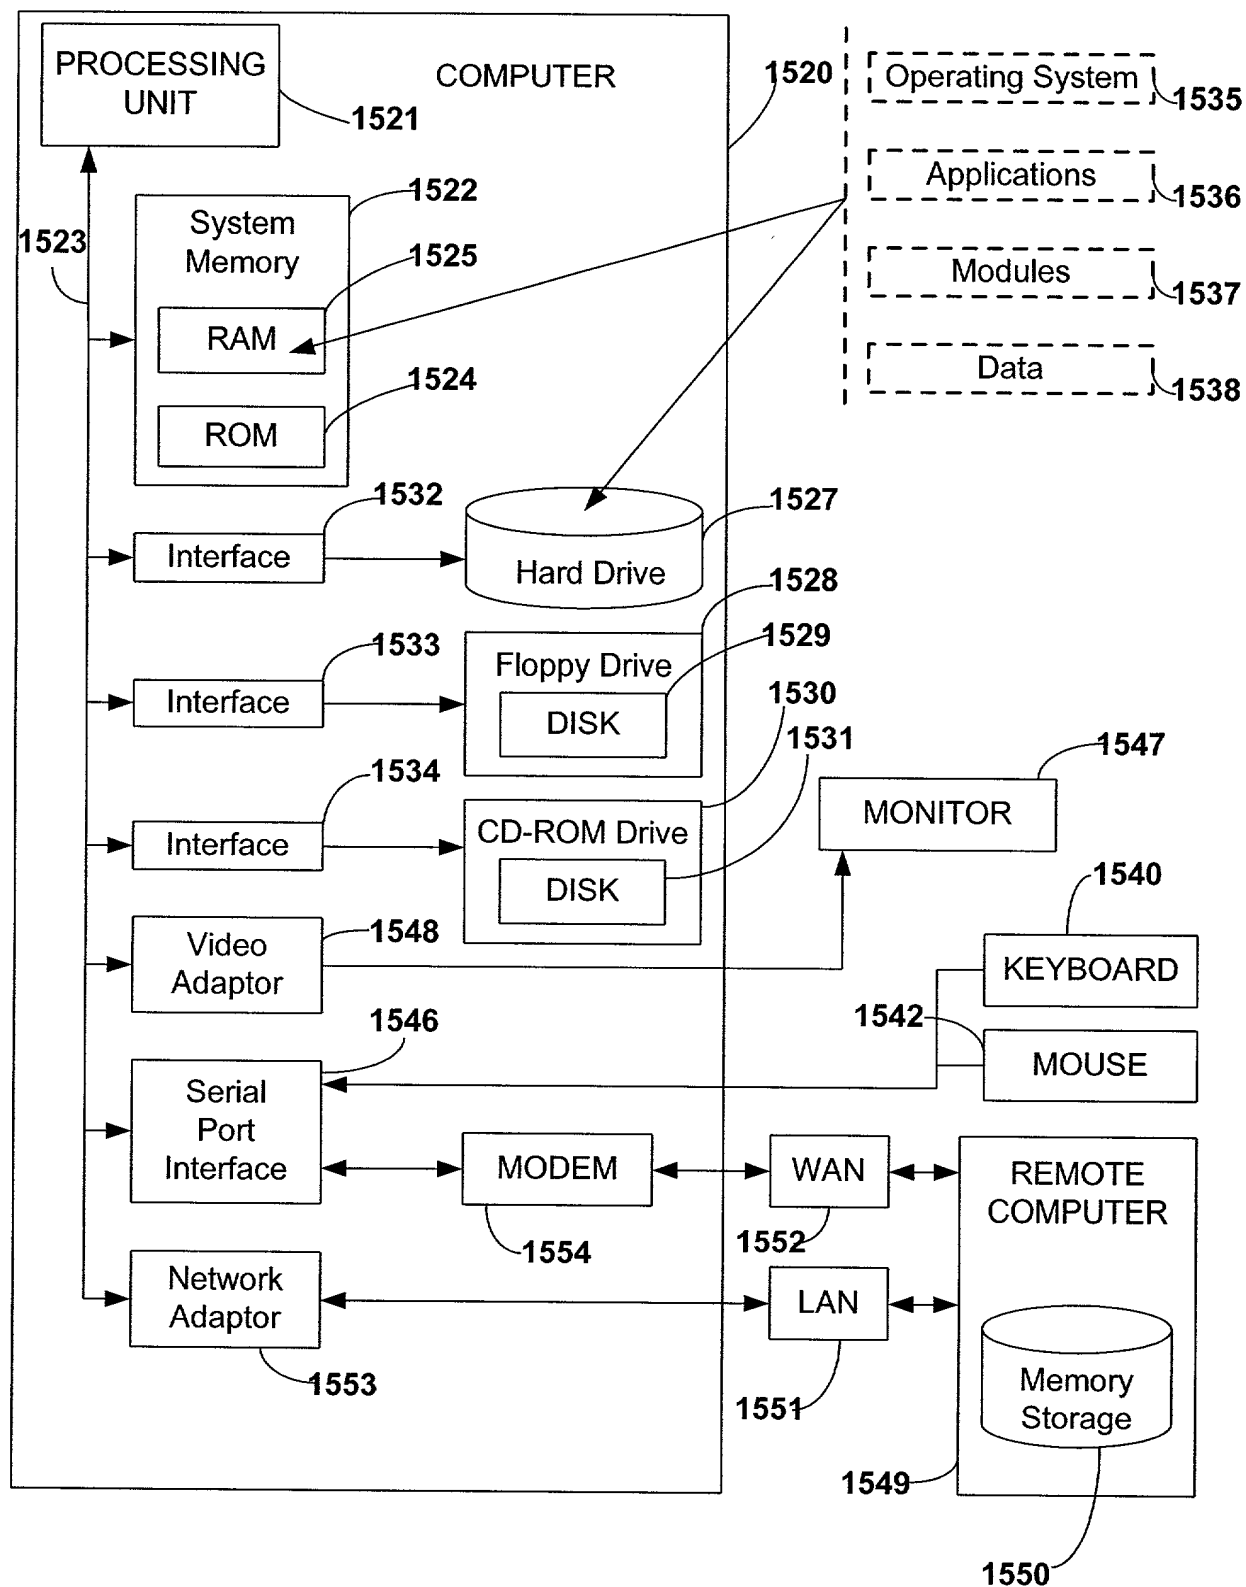 PROCESSING
UNIT
1521
COMPUTER
1520
Operating System
1535
Applications
1536
Modules
1537
Data
1538
1523
System
Memory
1522
1525
RAM
1524
ROM
1532
Interface
1527
Hard Drive
1528
1533
Interface
Floppy Drive
1529
DISK
1530
1531
1534
Interface
CD-ROM Drive
DISK
1547
MONITOR
1548
Video
Adaptor
1540
KEYBOARD
1542
MOUSE
1546
Serial
Port
Interface
MODEM
1554
WAN
1552
REMOTE
COMPUTER
Network
Adaptor
1553
LAN
1551
Memory
Storage
1549
1550